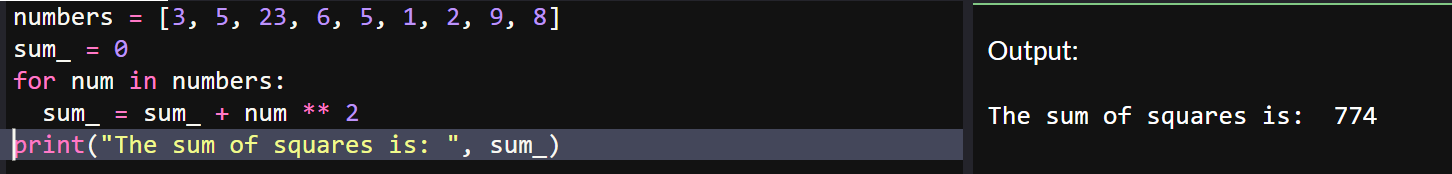 numbers = [3, 5, 23, 6, 5, 1, 2, 9, 8]
sum_ = 0
for num in numbers:
  sum_ = sum_ + num ** 2
print("The sum of squares is: ", sum_)
Output:
The sum of squares is:  774